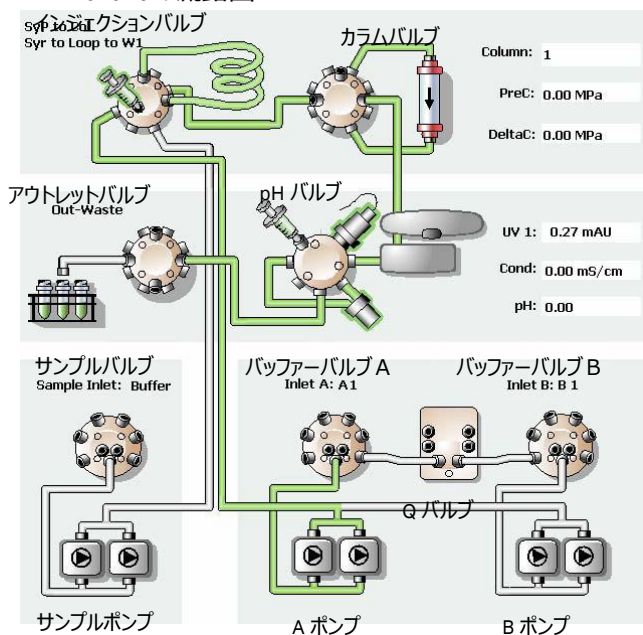 インジェクションバルブ
Syr to Loop to W1
カラムバルブ
Column: 1
PreC: 0.00 MPa
DeltaC: 0.00 MPa
アウトレットバルブ
Out-Waste
pH バルブ
UV 1: 0.27 mAU
Cond: 0.00 mS/cm
pH: 0.00
サンプルバルブ
Sample Inlet: Buffer
バッファーバルブ A
Inlet A: A1
バッファーバルブ B
Inlet B: B 1
Q バルブ
サンプルポンプ
A ポンプ
B ポンプ